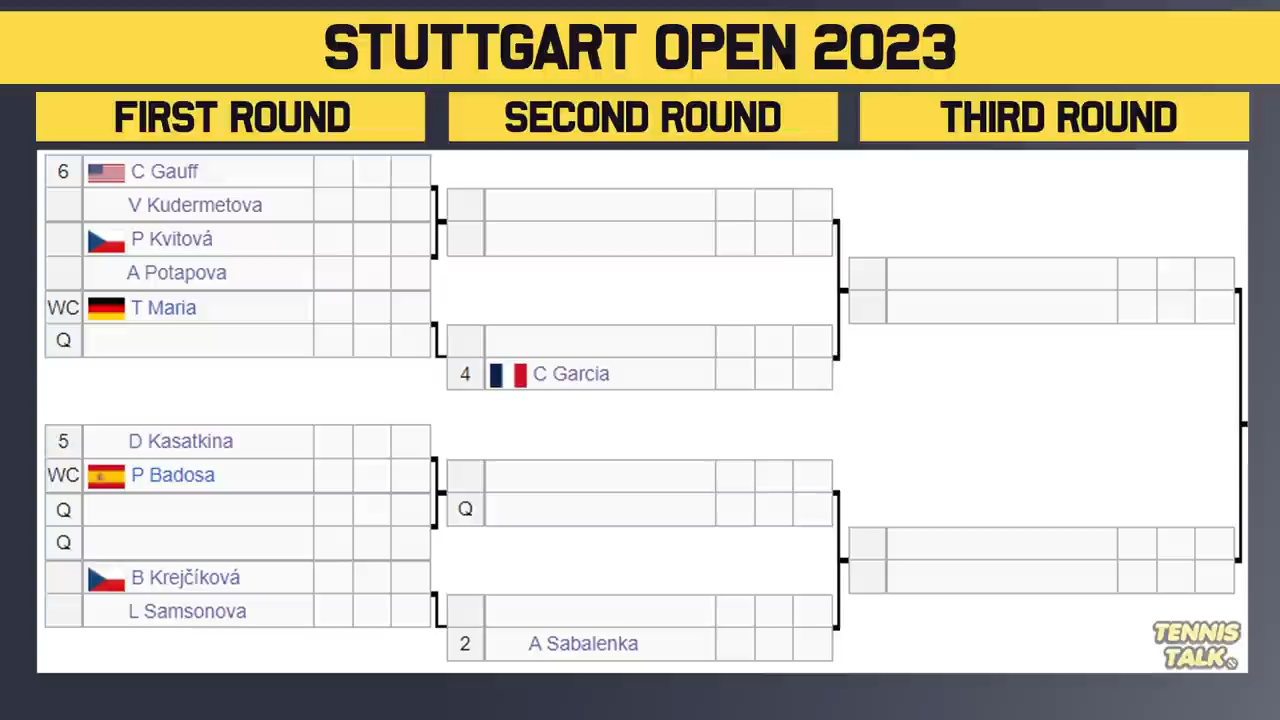 STUTTGART OPEN 2023
FIRST ROUND
SECOND ROUND
THIRD ROUND
6 C Gauff
V Kudermetova
P Kvitová
A Potapova
WC T Maria
Q
4 C Garcia
5 D Kasatkina
WC P Badosa
Q
Q
Q
B Krejčíková
L Samsonova
2 A Sabalenka
TENNIS
TALK